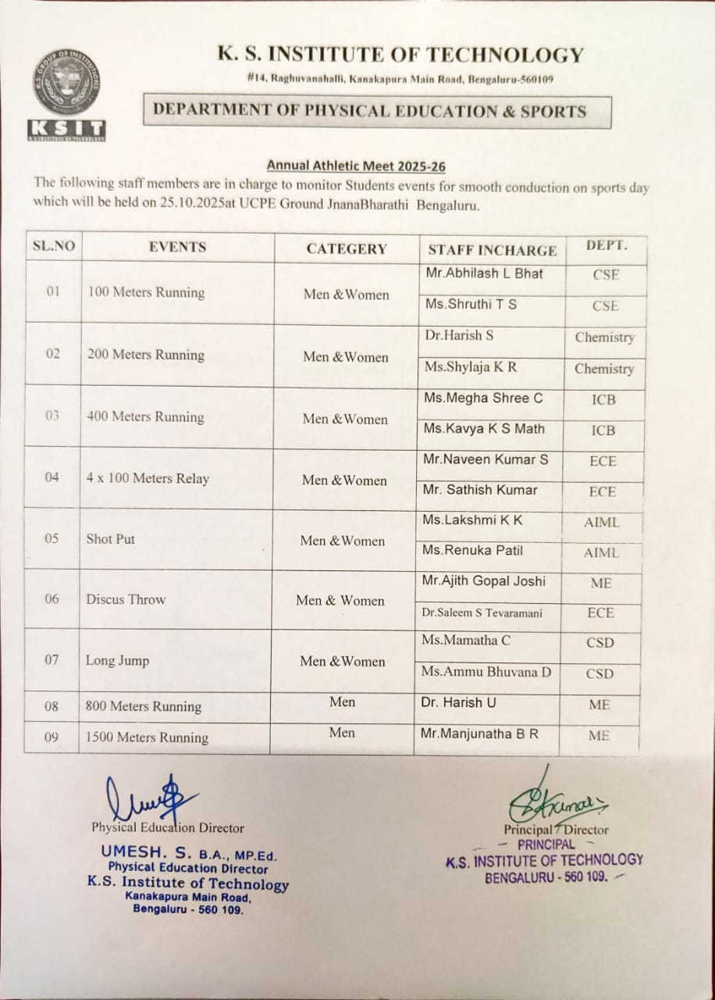 K.S. GROUP OF INSTITUTIONS
KSIT
K S INSTITUTE OF TECHNOLOGY
K. S. INSTITUTE OF TECHNOLOGY
#14, Raghuvanahalli, Kanakapura Main Road, Bengaluru-560109
DEPARTMENT OF PHYSICAL EDUCATION & SPORTS
Annual Athletic Meet 2025-26
The following staff members are in charge to monitor Students events for smooth conduction on sports day
which will be held on 25.10.2025at UCPE Ground JnanaBharathi Bengaluru.
SL.NO EVENTS CATEGERY STAFF INCHARGE DEPT.
01 100 Meters Running Men &Women Mr.Abhilash L Bhat CSE
Ms.Shruthi T S CSE
02 200 Meters Running Men &Women Dr.Harish S Chemistry
Ms.Shylaja K R Chemistry
03 400 Meters Running Men &Women Ms.Megha Shree C ICB
Ms.Kavya K S Math ICB
04 4 x 100 Meters Relay Men &Women Mr.Naveen Kumar S ECE
Mr. Sathish Kumar ECE
05 Shot Put Men &Women Ms.Lakshmi K K AIML
Ms.Renuka Patil AIML
06 Discus Throw Men & Women Mr.Ajith Gopal Joshi ME
Dr.Saleem S Tevaramani ECE
07 Long Jump Men &Women Ms.Mamatha C CSD
Ms.Ammu Bhuvana D CSD
08 800 Meters Running Men Dr. Harish U ME
09 1500 Meters Running Men Mr.Manjunatha B R ME
Physical Education Director
UMESH. S. B.A., MP.Ed.
Physical Education Director
K.S. Institute of Technology
Kanakapura Main Road,
Bengaluru - 560 109.
Principal / Director
PRINCIPAL
K.S. INSTITUTE OF TECHNOLOGY
BENGALURU - 560 109.